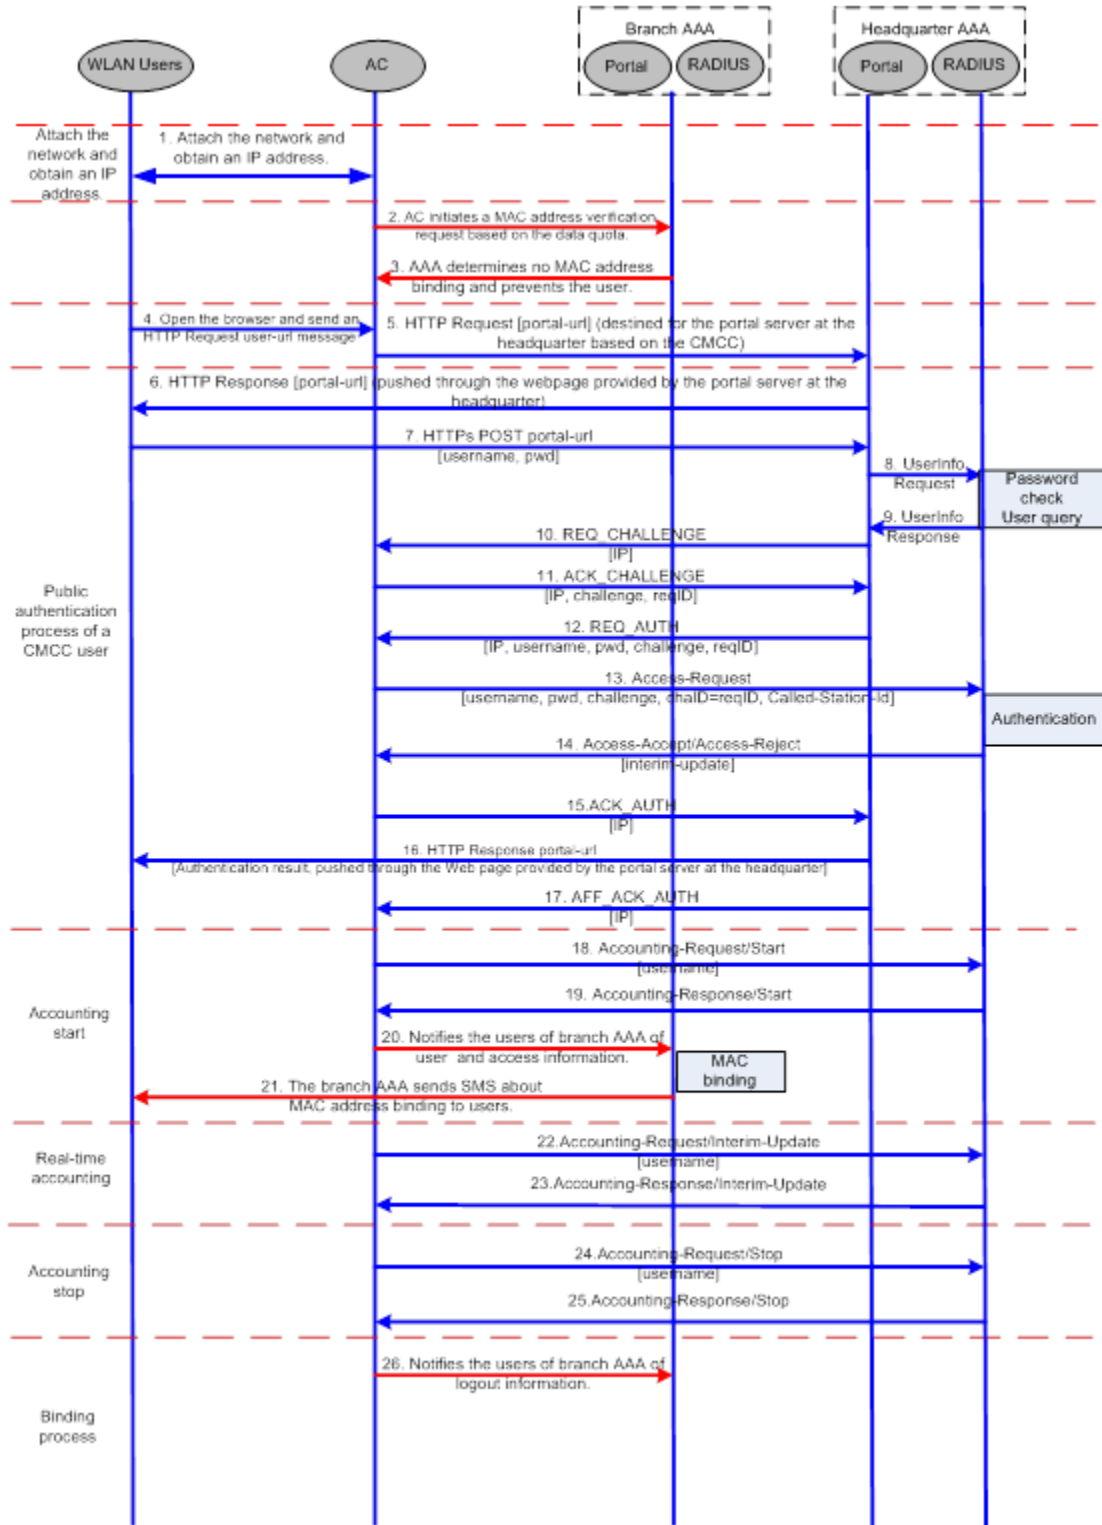 Branch AAA
Headquarter AAA
WLAN Users
AC
Portal
RADIUS
Portal
RADIUS
Attach the
network and
obtain an IP
address.
1. Attach the network and
obtain an IP address.
2. AC initiates a MAC address verification
request based on the data quota.
3. AAA determines no MAC address
binding and prevents the user.
4. Open the browser and send an
HTTP Request user-url message
5. HTTP Request [portal-url] (destined for the portal server at the
headquarter based on the CMCC)
6. HTTP Response [portal-url] (pushed through the webpage provided by the portal server at the
headquarter)
7. HTTPs POST portal-url
[username, pwd]
8. UserInfo
Request
Password
check
User query
9. UserInfo
Response
10. REQ_CHALLENGE
[IP]
11. ACK_CHALLENGE
[IP, challenge, reqID]
Public
authentication
process of a
CMCC user
12. REQ_AUTH
[IP, username, pwd, challenge, reqID]
13. Access-Request
[username, pwd, challenge, chaID=reqID, Called-Station-Id]
Authentication
14. Access-Accept/Access-Reject
[interim-update]
15.ACK_AUTH
[IP]
16. HTTP Response portal-url
[Authentication result, pushed through the Web page provided by the portal server at the headquarter]
17. AFF_ACK_AUTH
[IP]
18. Accounting-Request/Start
[username]
19. Accounting-Response/Start
Accounting
start
20. Notifies the users of branch AAA of
user and access information.
MAC
binding
21. The branch AAA sends SMS about
MAC address binding to users.
Real-time
accounting
22.Accounting-Request/Interim-Update
[username]
23.Accounting-Response/Interim-Update
Accounting
stop
24.Accounting-Request/Stop
[username]
25.Accounting-Response/Stop
26. Notifies the users of branch AAA of
logout information.
Binding
process